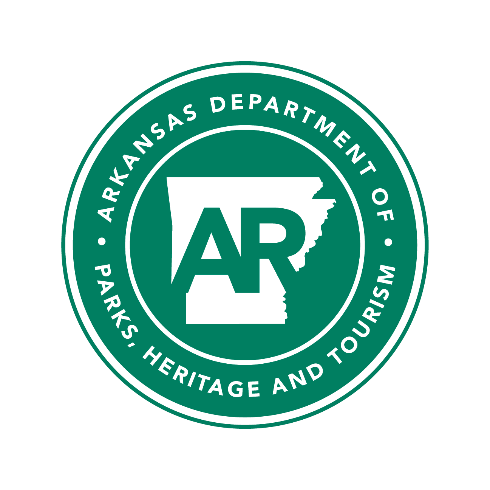 ARKANSAS DEPARTMENT OF
PARKS, HERITAGE AND TOURISM
AR